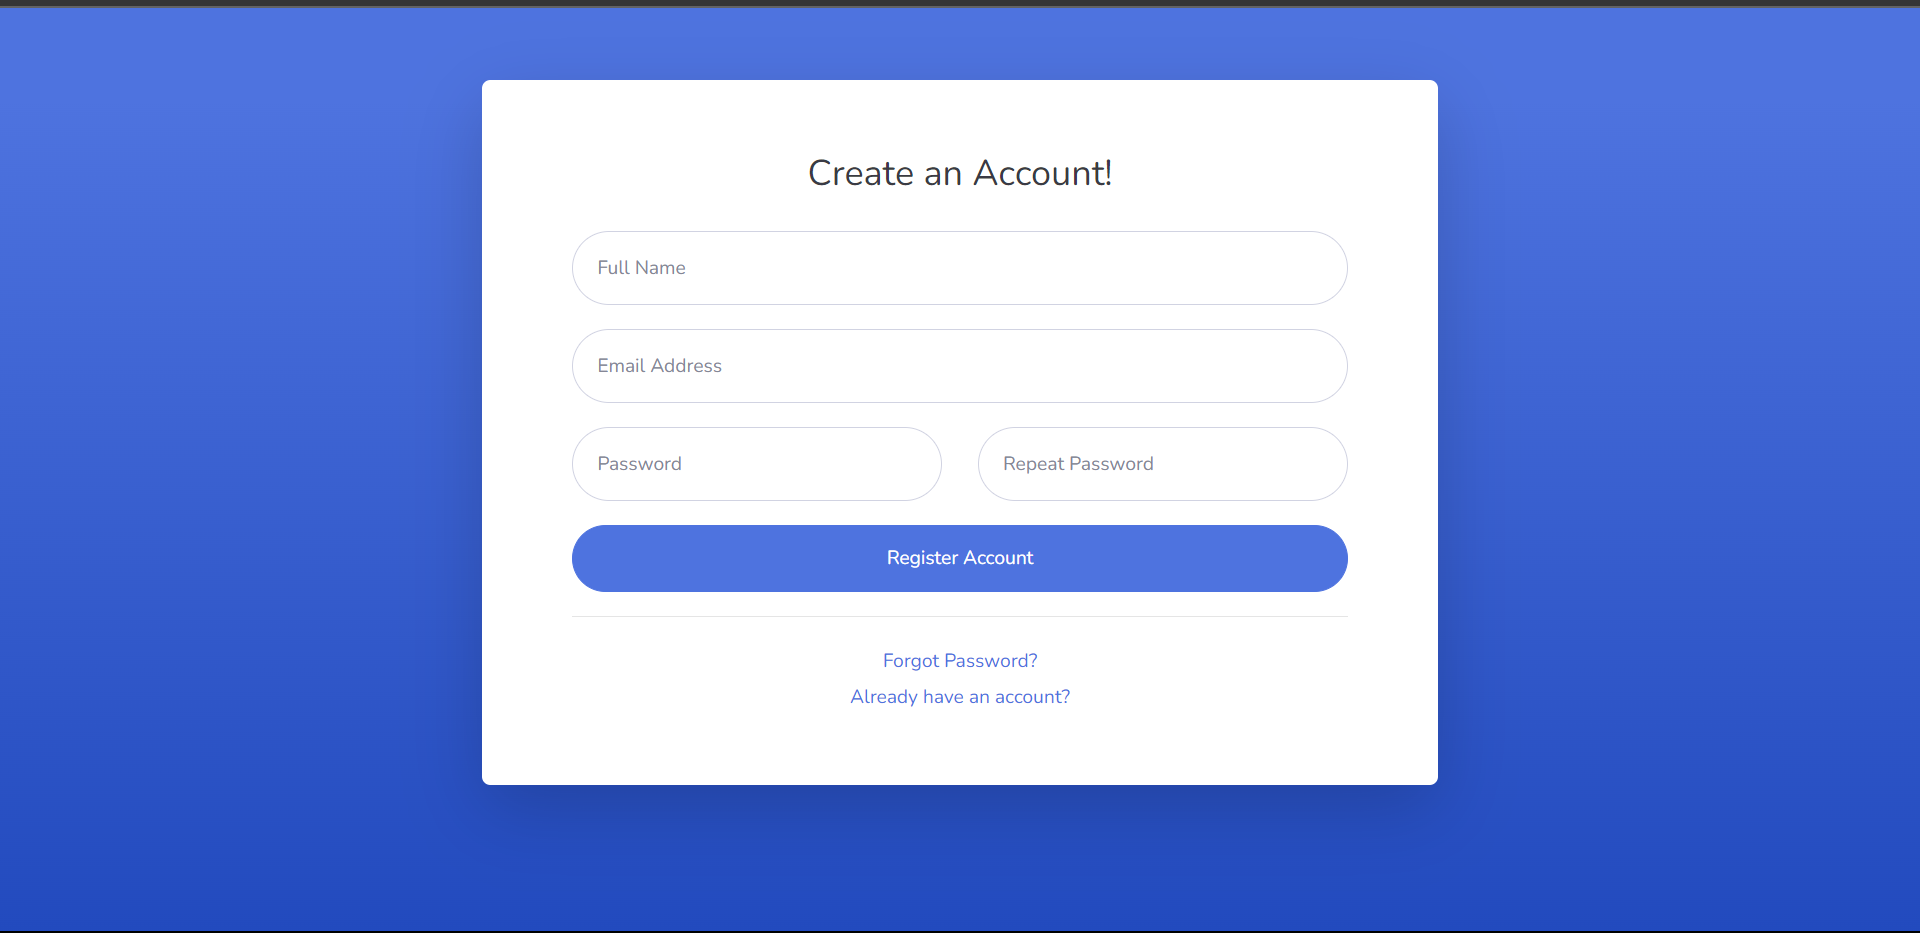 Create an Account!
Full Name
Email Address
Password
Repeat Password
Register Account
Forgot Password?
Already have an account?